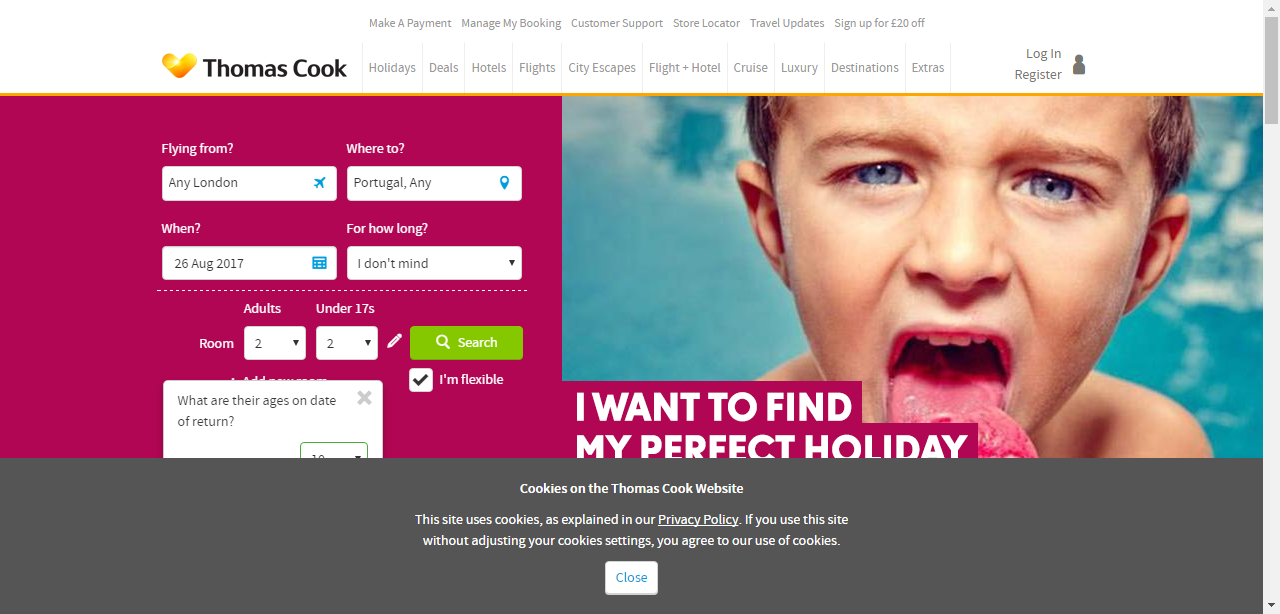 Make A Payment Manage My Booking Customer Support Store Locator Travel Updates Sign up for £20 off
Thomas Cook
Holidays Deals Hotels Flights City Escapes Flight + Hotel Cruise Luxury Destinations Extras
Log In
Register
Flying from? Where to?
Any London Portugal, Any
When? For how long?
26 Aug 2017 I don't mind
Adults Under 17s
Room 2 2 Search
I'm flexible
What are their ages on date
of return?
I WANT TO FIND
MY PERFECT HOLIDAY
Cookies on the Thomas Cook Website
This site uses cookies, as explained in our Privacy Policy. If you use this site
without adjusting your cookies settings, you agree to our use of cookies.
Close